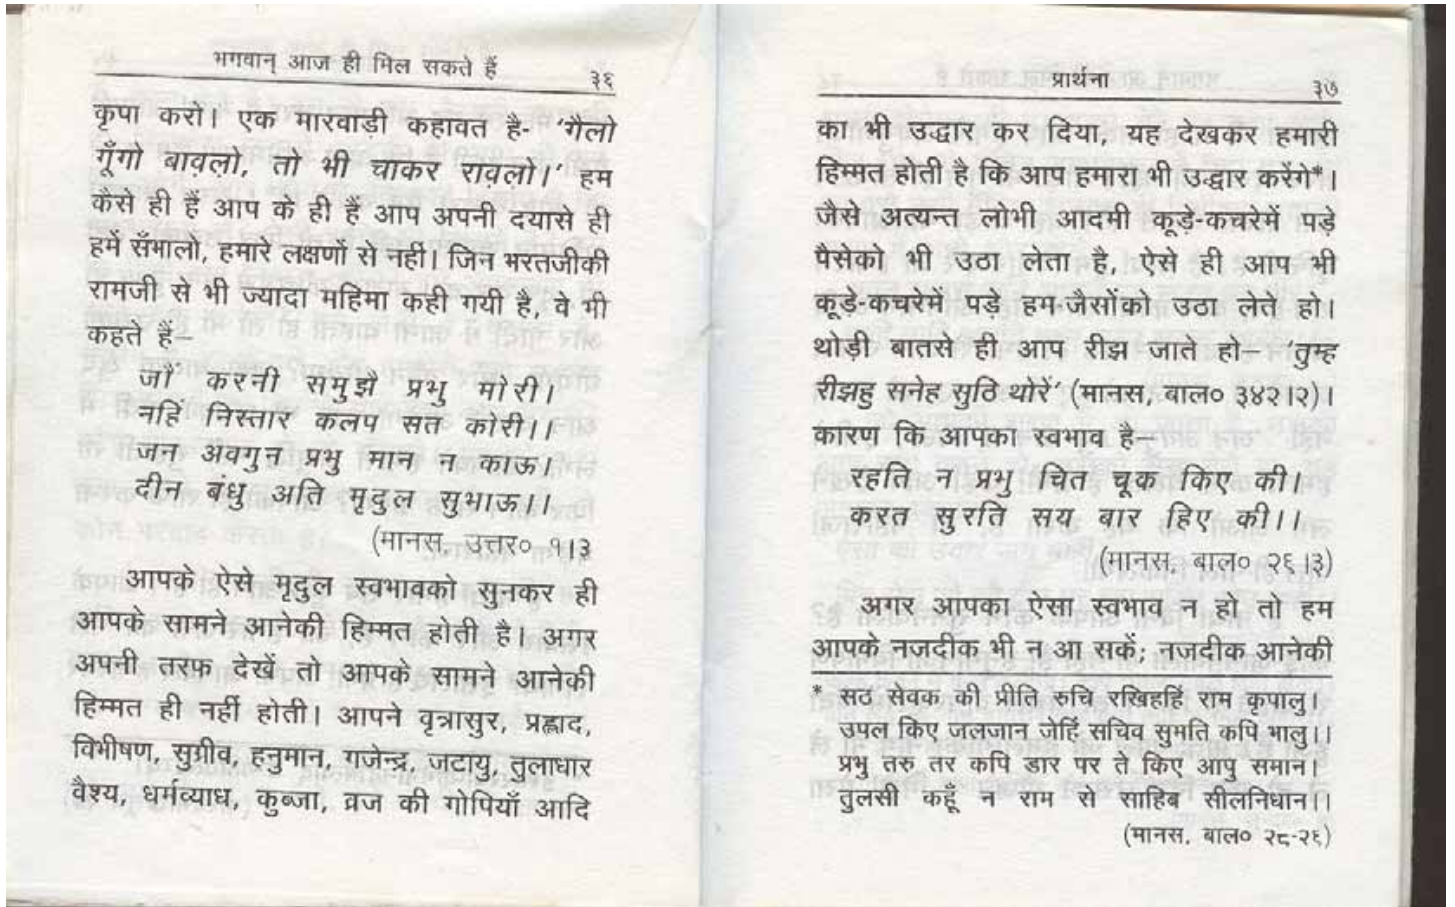 भगवान् आज ही मिल सकते हैं ३६
कृपा करो। एक मारवाड़ी कहावत है- ‘गैलो
गूँगो बाव़लो, तो भी चाकर राव़लो।’ हम
कैसे ही हैं आप के ही हैं आप अपनी दयासे ही
हमें सँभालो, हमारे लक्षणों से नहीं। जिन भरतजीकी
रामजी से भी ज्यादा महिमा कही गयी है, वे भी
कहते हैं–
जौं करनी समुझै प्रभु मोरी।
नहिं निस्तार कलप सत कोरी।।
जन अवगुन प्रभु मान न काऊ।
दीन बंधु अति मृदुल सुभाऊ।।
(मानस, उत्तर० १।३
आपके ऐसे मृदुल स्वभावको सुनकर ही
आपके सामने आनेकी हिम्मत होती है। अगर
अपनी तरफ देखें तो आपके सामने आनेकी
हिम्मत ही नहीं होती। आपने वृत्रासुर, प्रह्लाद,
विभीषण, सुग्रीव, हनुमान, गजेन्द्र, जटायु, तुलाधार
वैश्य, धर्मव्याध, कुब्जा, व्रज की गोपियाँ आदि
प्रार्थना ३७
का भी उद्धार कर दिया, यह देखकर हमारी
हिम्मत होती है कि आप हमारा भी उद्धार करेंगे*।
जैसे अत्यन्त लोभी आदमी कूड़े-कचरेमें पड़े
पैसेको भी उठा लेता है, ऐसे ही आप भी
कूड़े-कचरेमें पड़े हम-जैसोंको उठा लेते हो।
थोड़ी बातसे ही आप रीझ जाते हो– ‘तुम्ह
रीझहु सनेह सुठि थोरें’ (मानस, बाल० ३४२।२)।
कारण कि आपका स्वभाव है–
रहति न प्रभु चित चूक किए की।
करत सुरति सय बार हिए की।।
(मानस, बाल० २६।३)
अगर आपका ऐसा स्वभाव न हो तो हम
आपके नजदीक भी न आ सकें; नजदीक आनेकी
* सठ सेवक की प्रीति रुचि रखिहहिं राम कृपालु।
उपल किए जलजान जेहिं सचिव सुमति कपि भालु।।
प्रभु तरु तर कपि डार पर ते किए आपु समान।
तुलसी कहूँ न राम से साहिब सीलनिधान।।
(मानस, बाल० २८-२६)